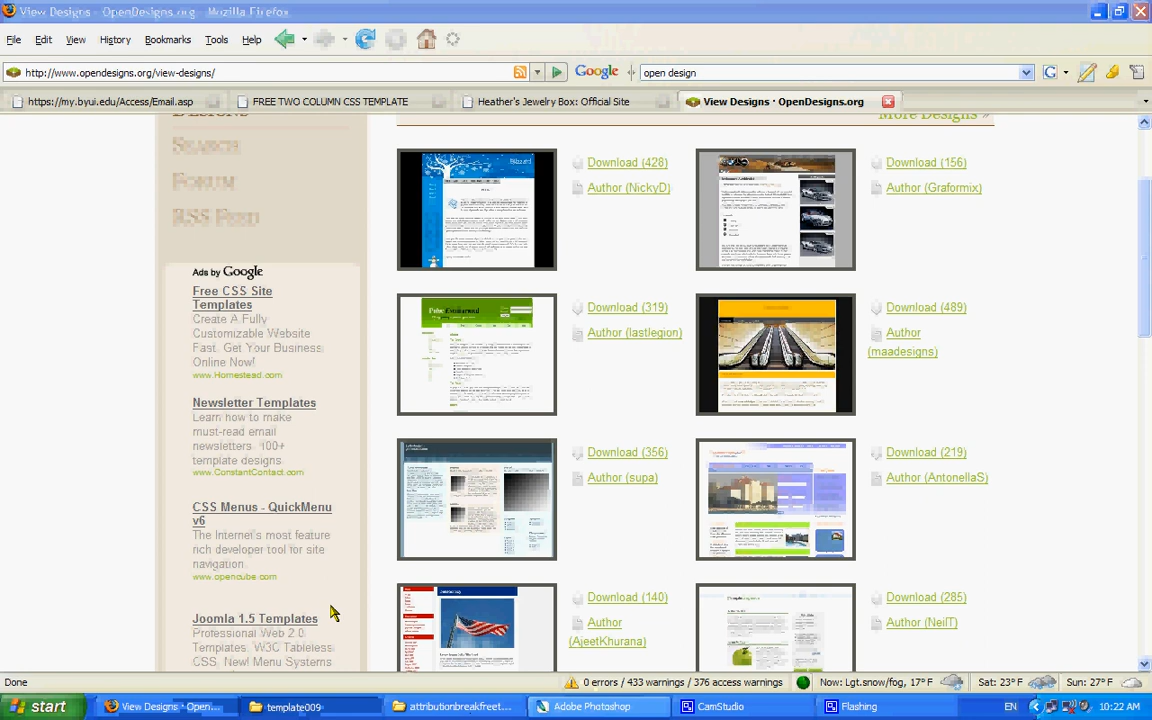 View Designs · OpenDesigns.org - Mozilla Firefox
File Edit View History Bookmarks Tools Help
http://www.opendesigns.org/view-designs/
Google
open design
https://my.byui.edu/Access/Email.asp
FREE TWO COLUMN CSS TEMPLATE
Heather's Jewelry Box: Official Site
View Designs · OpenDesigns.org
Designs
Search
Forum
RSS Feed
More Designs »
Download (428)
Author (NickyD)
Download (156)
Author (Graformix)
Download (319)
Author (lastlegion)
Download (489)
Author
(maadesigns)
Download (356)
Author (supa)
Download (219)
Author (AntonellaS)
Download (140)
Author
(AjeetKhurana)
Download (285)
Author (NeilT)
Blizzard
Ads by Google
Free CSS Site
Templates
Create A Fully
Customizable Website
Fast. Get Your Business
Online Now!
www.Homestead.com
Newsletter Templates
Learn how to make
must-read email
newsletters. 100+
template designs.
www.ConstantContact.com
CSS Menus - QuickMenu
v6
The Internet's most feature
rich developer tool for site
navigation.
www.opencube.com
Joomla 1.5 Templates
Professional Web 2.0
Templates, W3C Tableless
CSS, New! Menu Systems
Done
0 errors / 433 warnings / 376 access warnings
Now: Lgt.snow/fog, 17° F
Sat: 23° F
Sun: 27° F
start
View Designs · Open...
template009
attributionbreakfreet...
Adobe Photoshop
CamStudio
Flashing
EN
10:22 AM